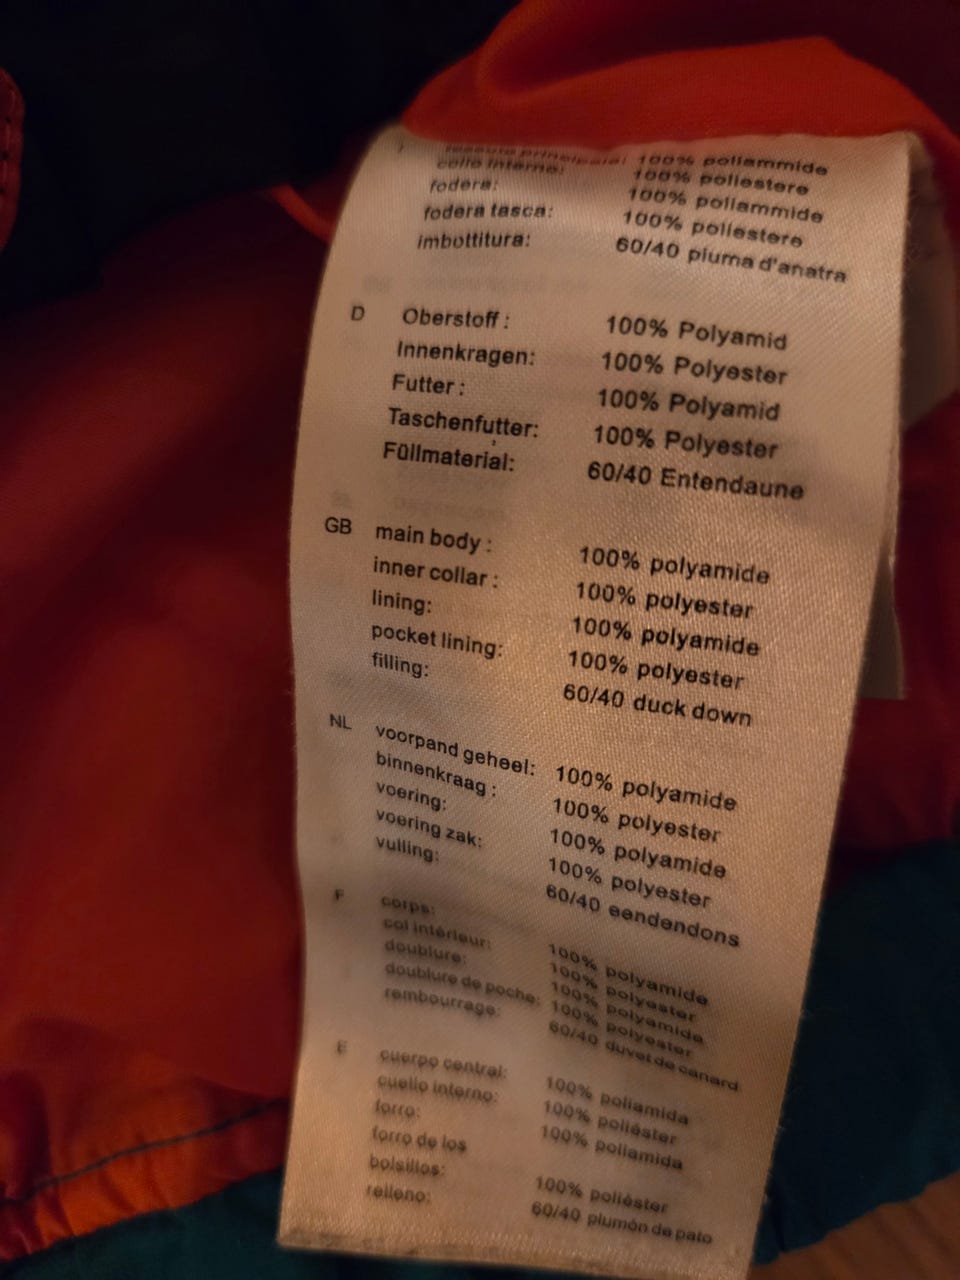 I tessuto principale: 100% poliammide
collo interno: 100% poliestere
fodera: 100% poliammide
fodera tasca: 100% poliestere
imbottitura: 60/40 piuma d'anatra
D Oberstoff : 100% Polyamid
Innenkragen: 100% Polyester
Futter : 100% Polyamid
Taschenfutter: 100% Polyester
Füllmaterial: 60/40 Entendaune
GB main body : 100% polyamide
inner collar : 100% polyester
lining: 100% polyamide
pocket lining: 100% polyester
filling: 60/40 duck down
NL voorpand geheel: 100% polyamide
binnenkraag : 100% polyester
voering: 100% polyamide
voering zak: 100% polyester
vulling: 60/40 eendendons
F corps: 100% polyamide
col intérieur: 100% polyester
doublure: 100% polyamide
doublure de poche: 100% polyester
rembourrage: 60/40 duvet de canard
E cuerpo central: 100% poliamida
cuello interno: 100% poliéster
forro: 100% poliamida
forro de los
bolsillos: 100% poliéster
relleno: 60/40 plumón de pato